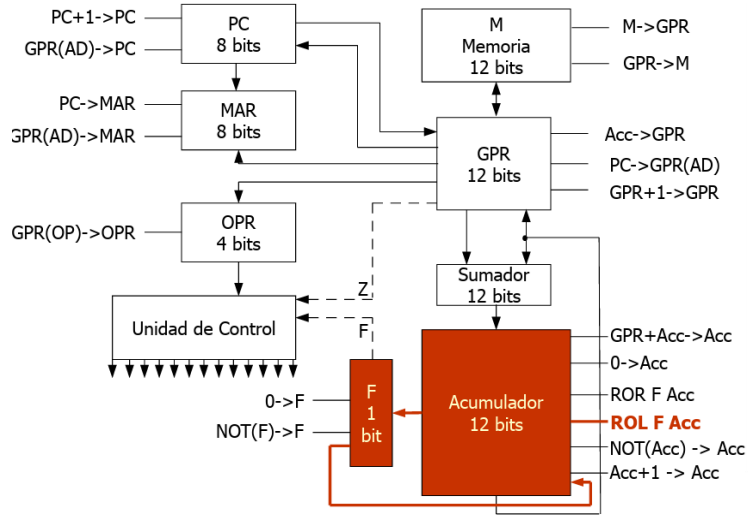 PC+1->PC
GPR(AD)->PC
PC
8 bits
M
Memoria
12 bits
M->GPR
GPR->M
PC->MAR
GPR(AD)->MAR
MAR
8 bits
GPR
12 bits
Acc->GPR
PC->GPR(AD)
GPR+1->GPR
GPR(OP)->OPR
OPR
4 bits
Sumador
12 bits
Z
F
Unidad de Control
0->F
NOT(F)->F
F
1
bit
Acumulador
12 bits
GPR+Acc->Acc
0->Acc
ROR F Acc
ROL F Acc
NOT(Acc) -> Acc
Acc+1 -> Acc